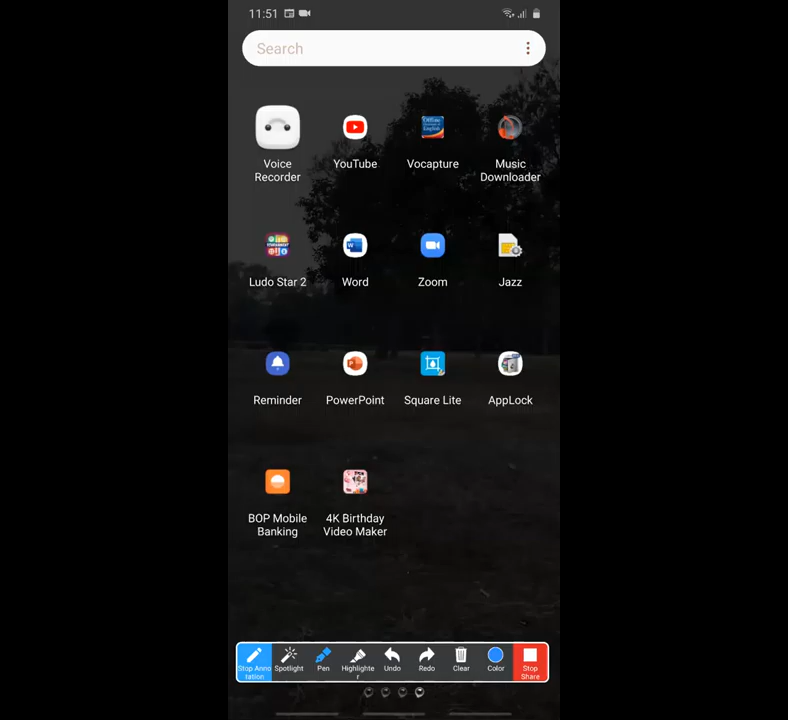 11:51
Search
Voice
Recorder
YouTube
Vocapture
Music
Downloader
Ludo Star 2
Word
Zoom
Jazz
Reminder
PowerPoint
Square Lite
AppLock
BOP Mobile
Banking
4K Birthday
Video Maker
Stop Anno
tation
Spotlight
Pen
Highlighte
r
Undo
Redo
Clear
Color
Stop
Share